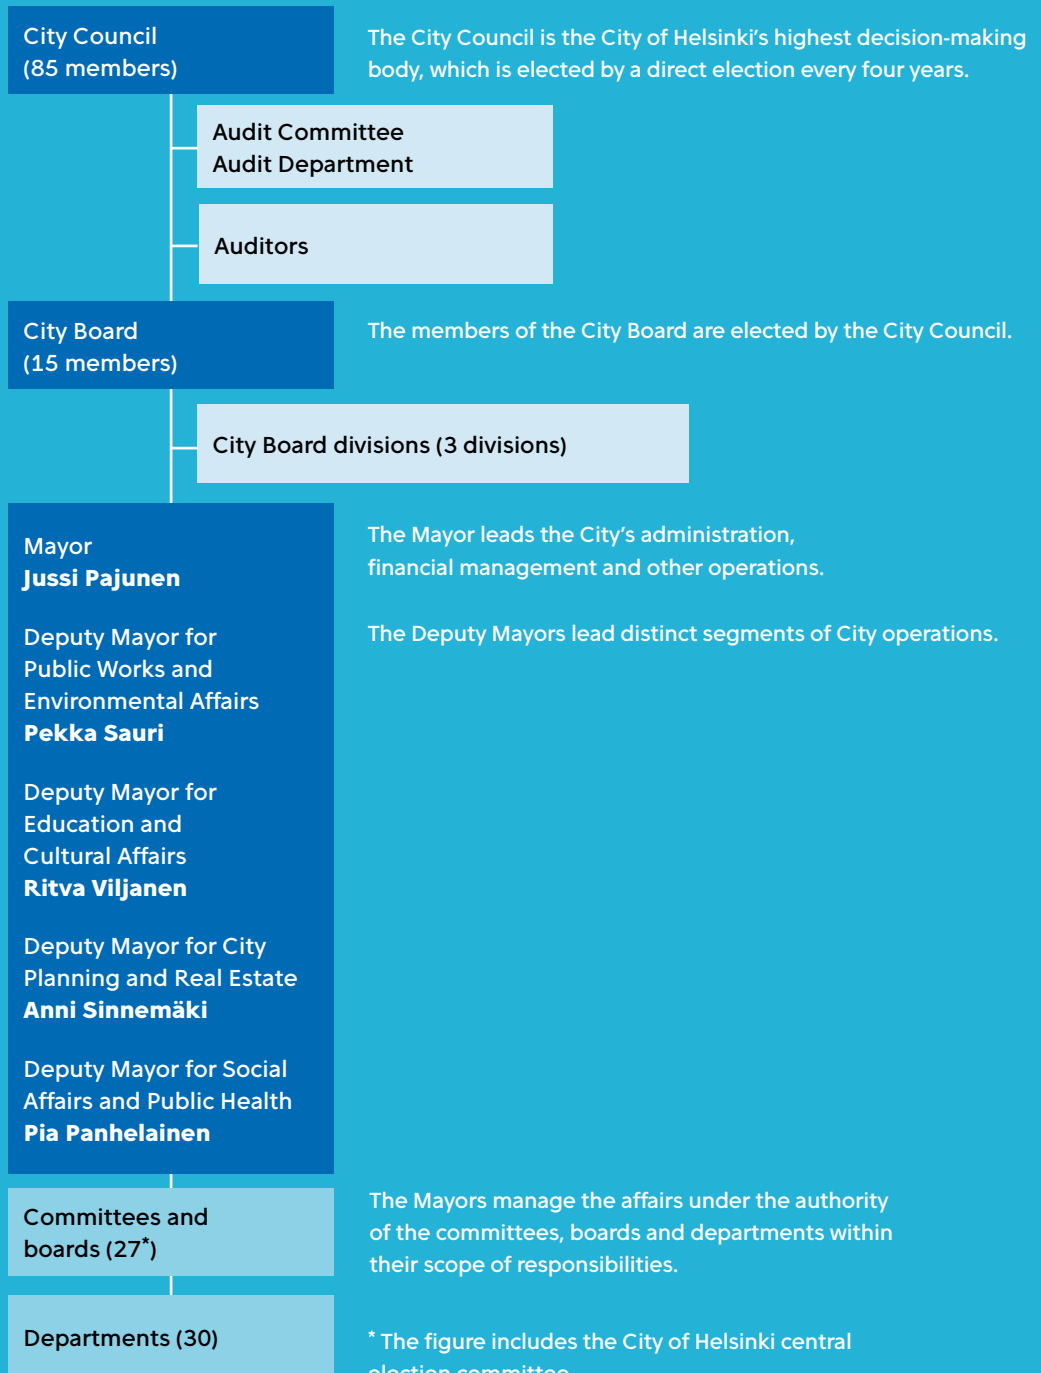 City Council
(85 members)
The City Council is the City of Helsinki's highest decision-making
body, which is elected by a direct election every four years.
Audit Committee
Audit Department
Auditors
City Board
(15 members)
The members of the City Board are elected by the City Council.
City Board divisions (3 divisions)
Mayor
Jussi Pajunen
The Mayor leads the City's administration,
financial management and other operations.
Deputy Mayor for
Public Works and
Environmental Affairs
Pekka Sauri
The Deputy Mayors lead distinct segments of City operations.
Deputy Mayor for
Education and
Cultural Affairs
Ritva Viljanen
Deputy Mayor for City
Planning and Real Estate
Anni Sinnemäki
Deputy Mayor for Social
Affairs and Public Health
Pia Panhelainen
Committees and
boards (27*)
The Mayors manage the affairs under the authority
of the committees, boards and departments within
their scope of responsibilities.
Departments (30)
* The figure includes the City of Helsinki central
election committee